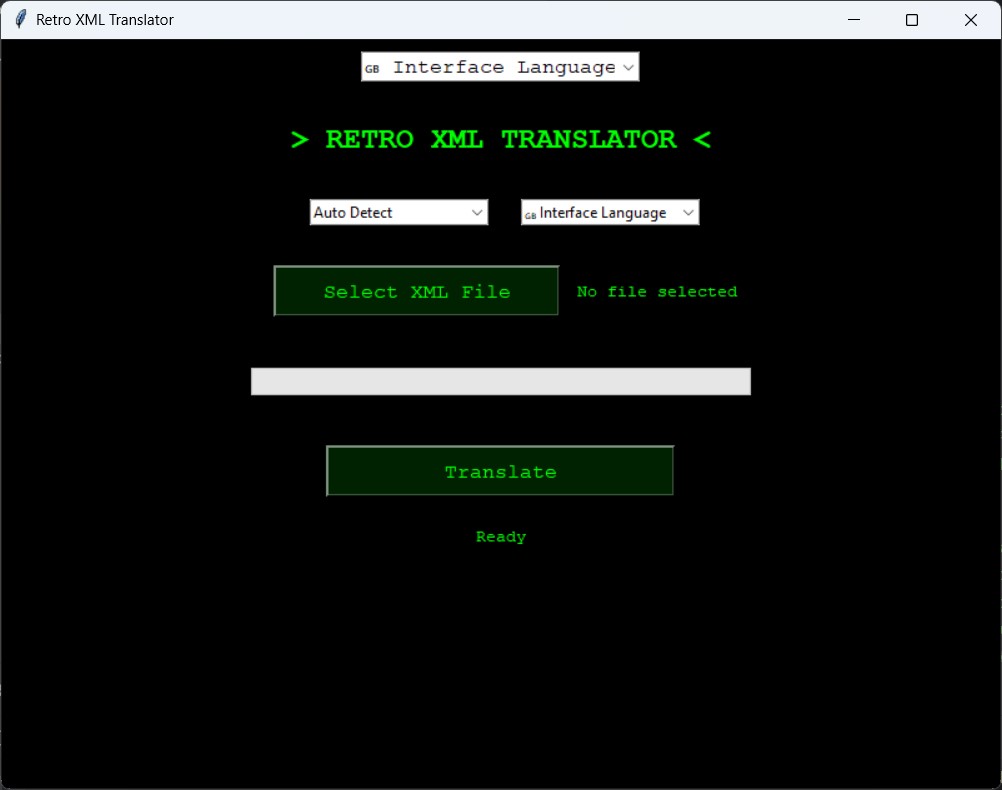 Retro XML Translator
GB Interface Language
> RETRO XML TRANSLATOR <
Auto Detect
GB Interface Language
Select XML File
No file selected
Translate
Ready